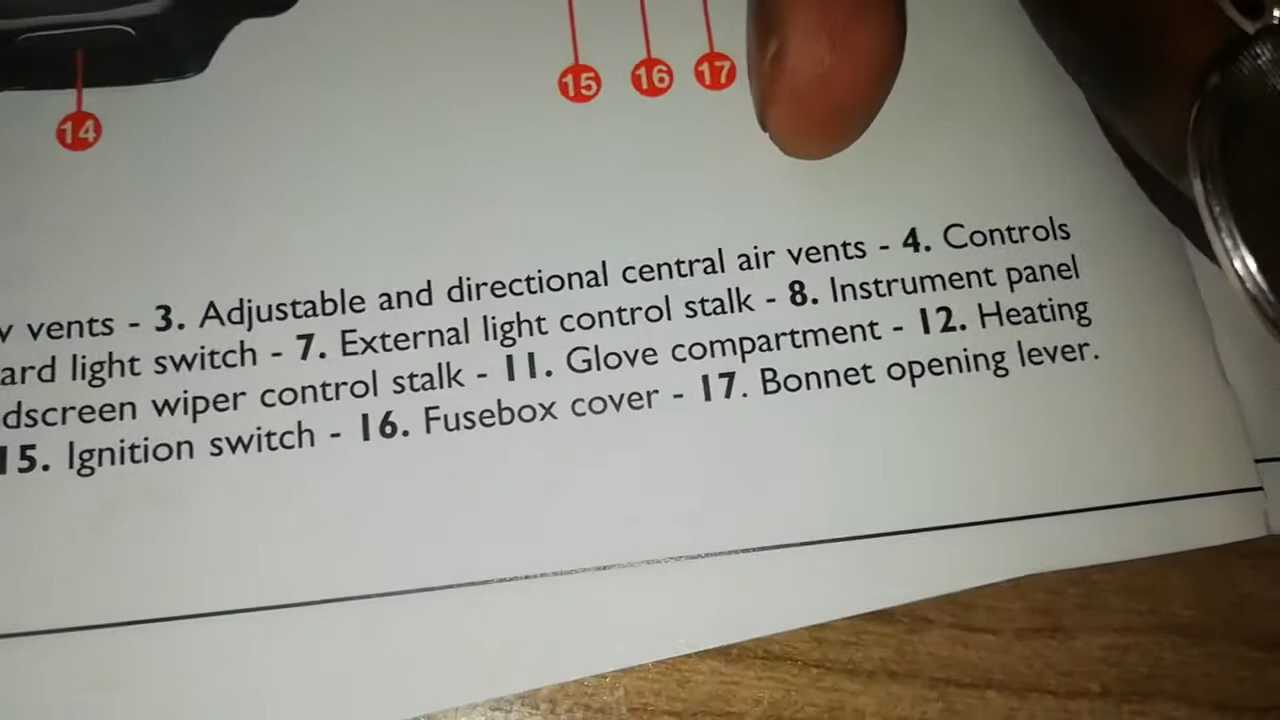 15 16 17
14
vents - 3. Adjustable and directional central air vents - 4. Controls
light switch - 7. External light control stalk - 8. Instrument panel
wiper control stalk - 11. Glove compartment - 12. Heating
15. Ignition switch - 16. Fusebox cover - 17. Bonnet opening lever.